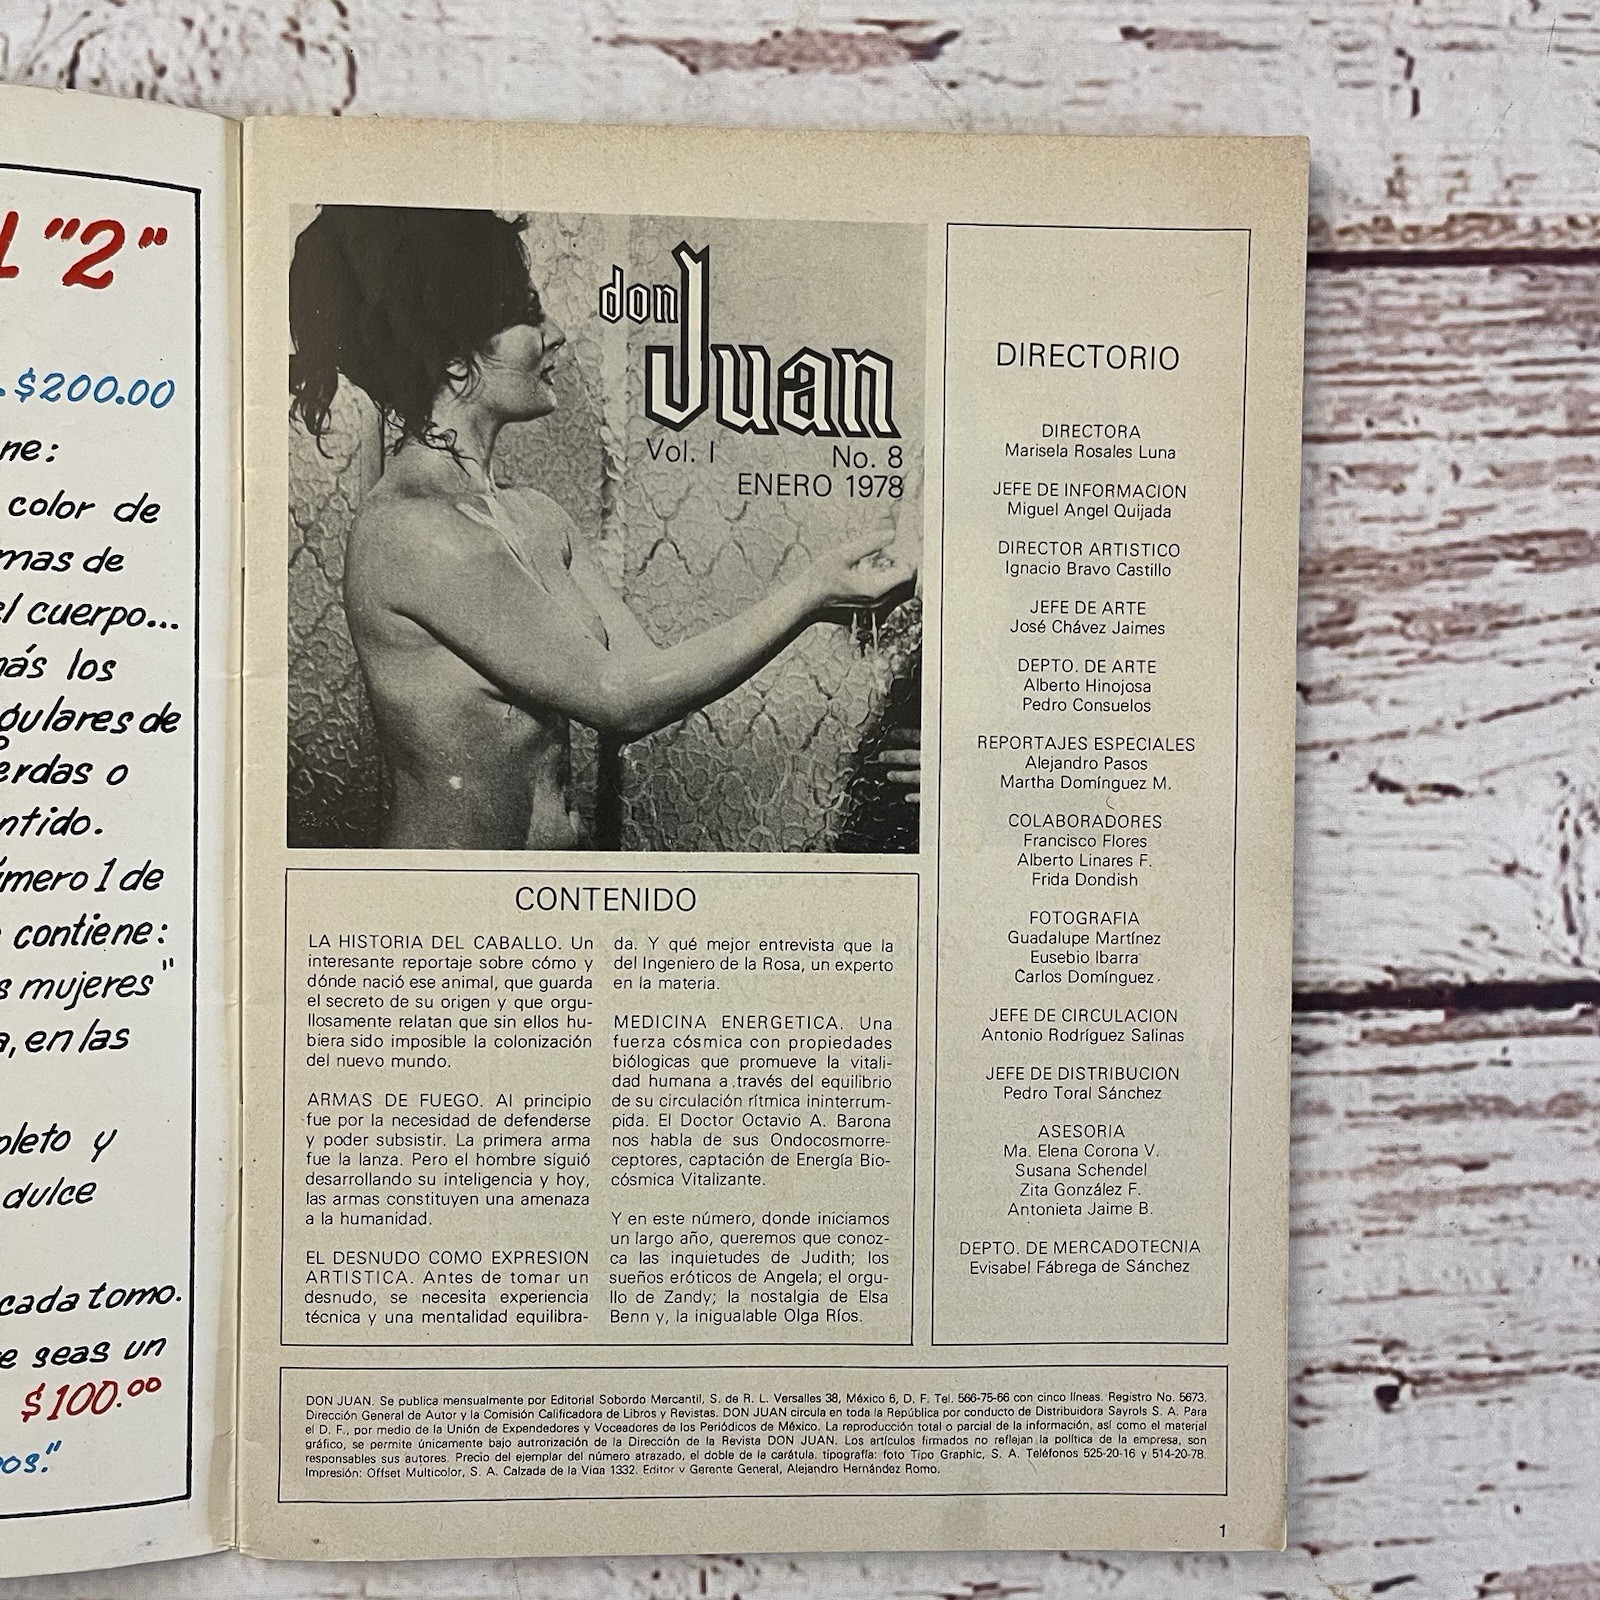 "2"
$200.00
ne:
color de
mas de
el cuerpo...
más los
gulares de
erdas o
ntido.
úmero 1 de
contiene:
s mujeres"
a, en las
pleto y
dulce
cada tomo.
e seas un
$100.00
pos."
don
Juan
Vol. I No. 8
ENERO 1978
CONTENIDO
LA HISTORIA DEL CABALLO. Un
interesante reportaje sobre cómo y
dónde nació ese animal, que guarda
el secreto de su origen y que orgu-
llosamente relatan que sin ellos hu-
biera sido imposible la colonización
del nuevo mundo.
ARMAS DE FUEGO. Al principio
fue por la necesidad de defenderse
y poder subsistir. La primera arma
fue la lanza. Pero el hombre siguió
desarrollando su inteligencia y hoy,
las armas constituyen una amenaza
a la humanidad.
EL DESNUDO COMO EXPRESION
ARTISTICA. Antes de tomar un
desnudo, se necesita experiencia
técnica y una mentalidad equilibra-
da. Y qué mejor entrevista que la
del Ingeniero de la Rosa, un experto
en la materia.
MEDICINA ENERGETICA. Una
fuerza cósmica con propiedades
biólogicas que promueve la vitali-
dad humana a través del equilibrio
de su circulación rítmica ininterrum-
pida. El Doctor Octavio A. Barona
nos habla de sus Ondocosmorre-
ceptores, captación de Energía Bio-
cósmica Vitalizante.
Y en este número, donde iniciamos
un largo año, queremos que conoz-
ca las inquietudes de Judith; los
sueños eróticos de Angela; el orgu-
llo de Zandy; la nostalgia de Elsa
Benn y, la inigualable Olga Ríos.
DIRECTORIO
DIRECTORA
Marisela Rosales Luna
JEFE DE INFORMACION
Miguel Angel Quijada
DIRECTOR ARTISTICO
Ignacio Bravo Castillo
JEFE DE ARTE
José Chávez Jaimes
DEPTO. DE ARTE
Alberto Hinojosa
Pedro Consuelos
REPORTAJES ESPECIALES
Alejandro Pasos
Martha Domínguez M.
COLABORADORES
Francisco Flores
Alberto Linares F.
Frida Dondish
FOTOGRAFIA
Guadalupe Martínez
Eusebio Ibarra
Carlos Domínguez.
JEFE DE CIRCULACION
Antonio Rodríguez Salinas
JEFE DE DISTRIBUCION
Pedro Toral Sánchez
ASESORIA
Ma. Elena Corona V.
Susana Schendel
Zita González F.
Antonieta Jaime B.
DEPTO. DE MERCADOTECNIA
Evisabel Fábrega de Sánchez
DON JUAN. Se publica mensualmente por Editorial Sobordo Mercantil, S. de R. L. Versalles 38, México 6, D. F. Tel. 566-75-66 con cinco líneas. Registro No. 5673.
Dirección General de Autor y la Comisión Calificadora de Libros y Revistas. DON JUAN circula en toda la República por conducto de Distribuidora Sayrols S. A. Para
el D. F., por medio de la Unión de Expendedores y Voceadores de los Periódicos de México. La reproducción total o parcial de la información, así como el material
gráfico, se permite únicamente bajo autrorización de la Dirección de la Revista DON JUAN. Los artículos firmados no reflejan la política de la empresa, son
responsables sus autores. Precio del ejemplar del número atrazado, el doble de la carátula. tipografía: foto Tipo Graphic, S. A. Teléfonos 525-20-16 y 514-20-78.
Impresión: Offset Multicolor, S. A. Calzada de la Viga 1332. Editor y Gerente General, Alejandro Hernández Romo.
1